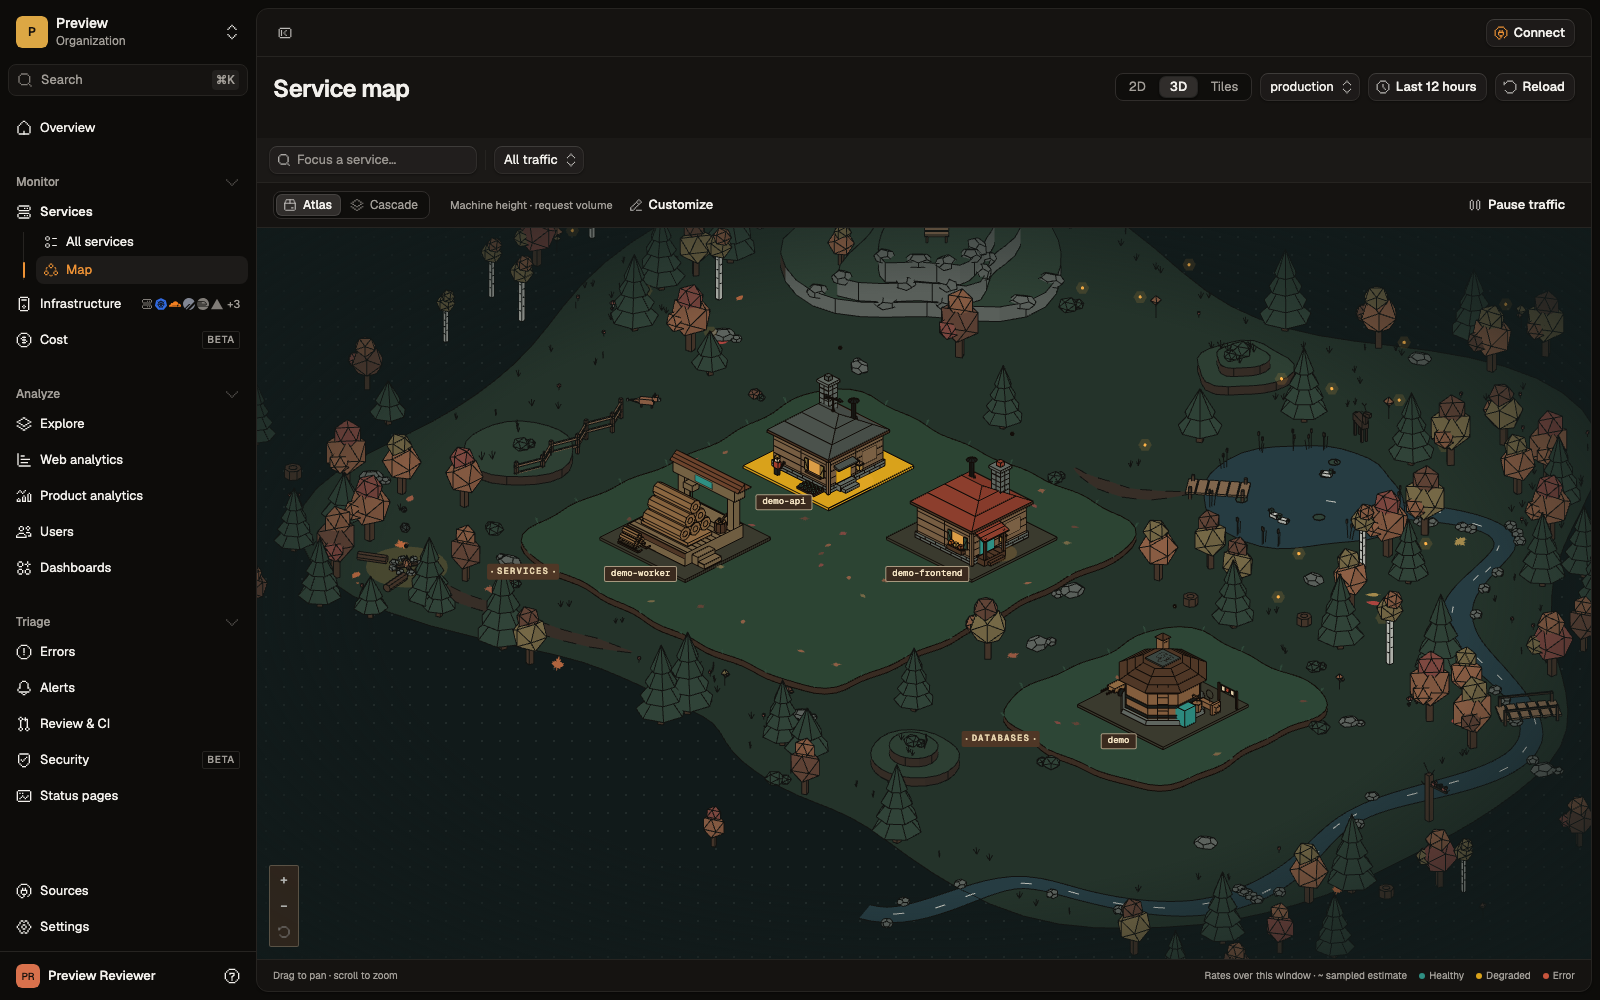 P
Preview
Organization
Search
⌘K
Overview
Monitor
Services
All services
Map
Infrastructure
+3
Cost
BETA
Analyze
Explore
Web analytics
Product analytics
Users
Dashboards
Triage
Errors
Alerts
Review & CI
Security
BETA
Status pages
Sources
Settings
PR
Preview Reviewer
Connect
Service map
2D
3D
Tiles
production
Last 12 hours
Reload
Focus a service...
All traffic
Atlas
Cascade
Machine height · request volume
Customize
Pause traffic
demo-api
demo-worker
demo-frontend
· SERVICES ·
· DATABASES ·
demo
+
−
Drag to pan · scroll to zoom
Rates over this window · ~ sampled estimate
Healthy
Degraded
Error